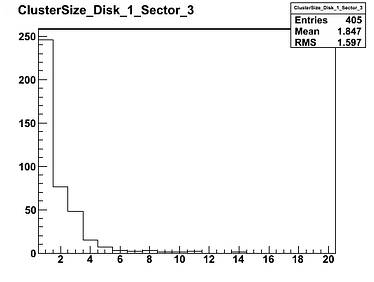 ClusterSize_Disk_1_Sector_3
ClusterSize_Disk_1_Sector_3
Entries 405
Mean 1.847
RMS 1.597
250
200
150
100
50
0
2 4 6 8 10 12 14 16 18 20